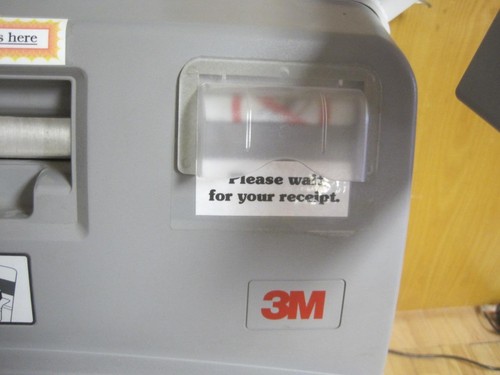 s here
Please wait
for your receipt.
3M